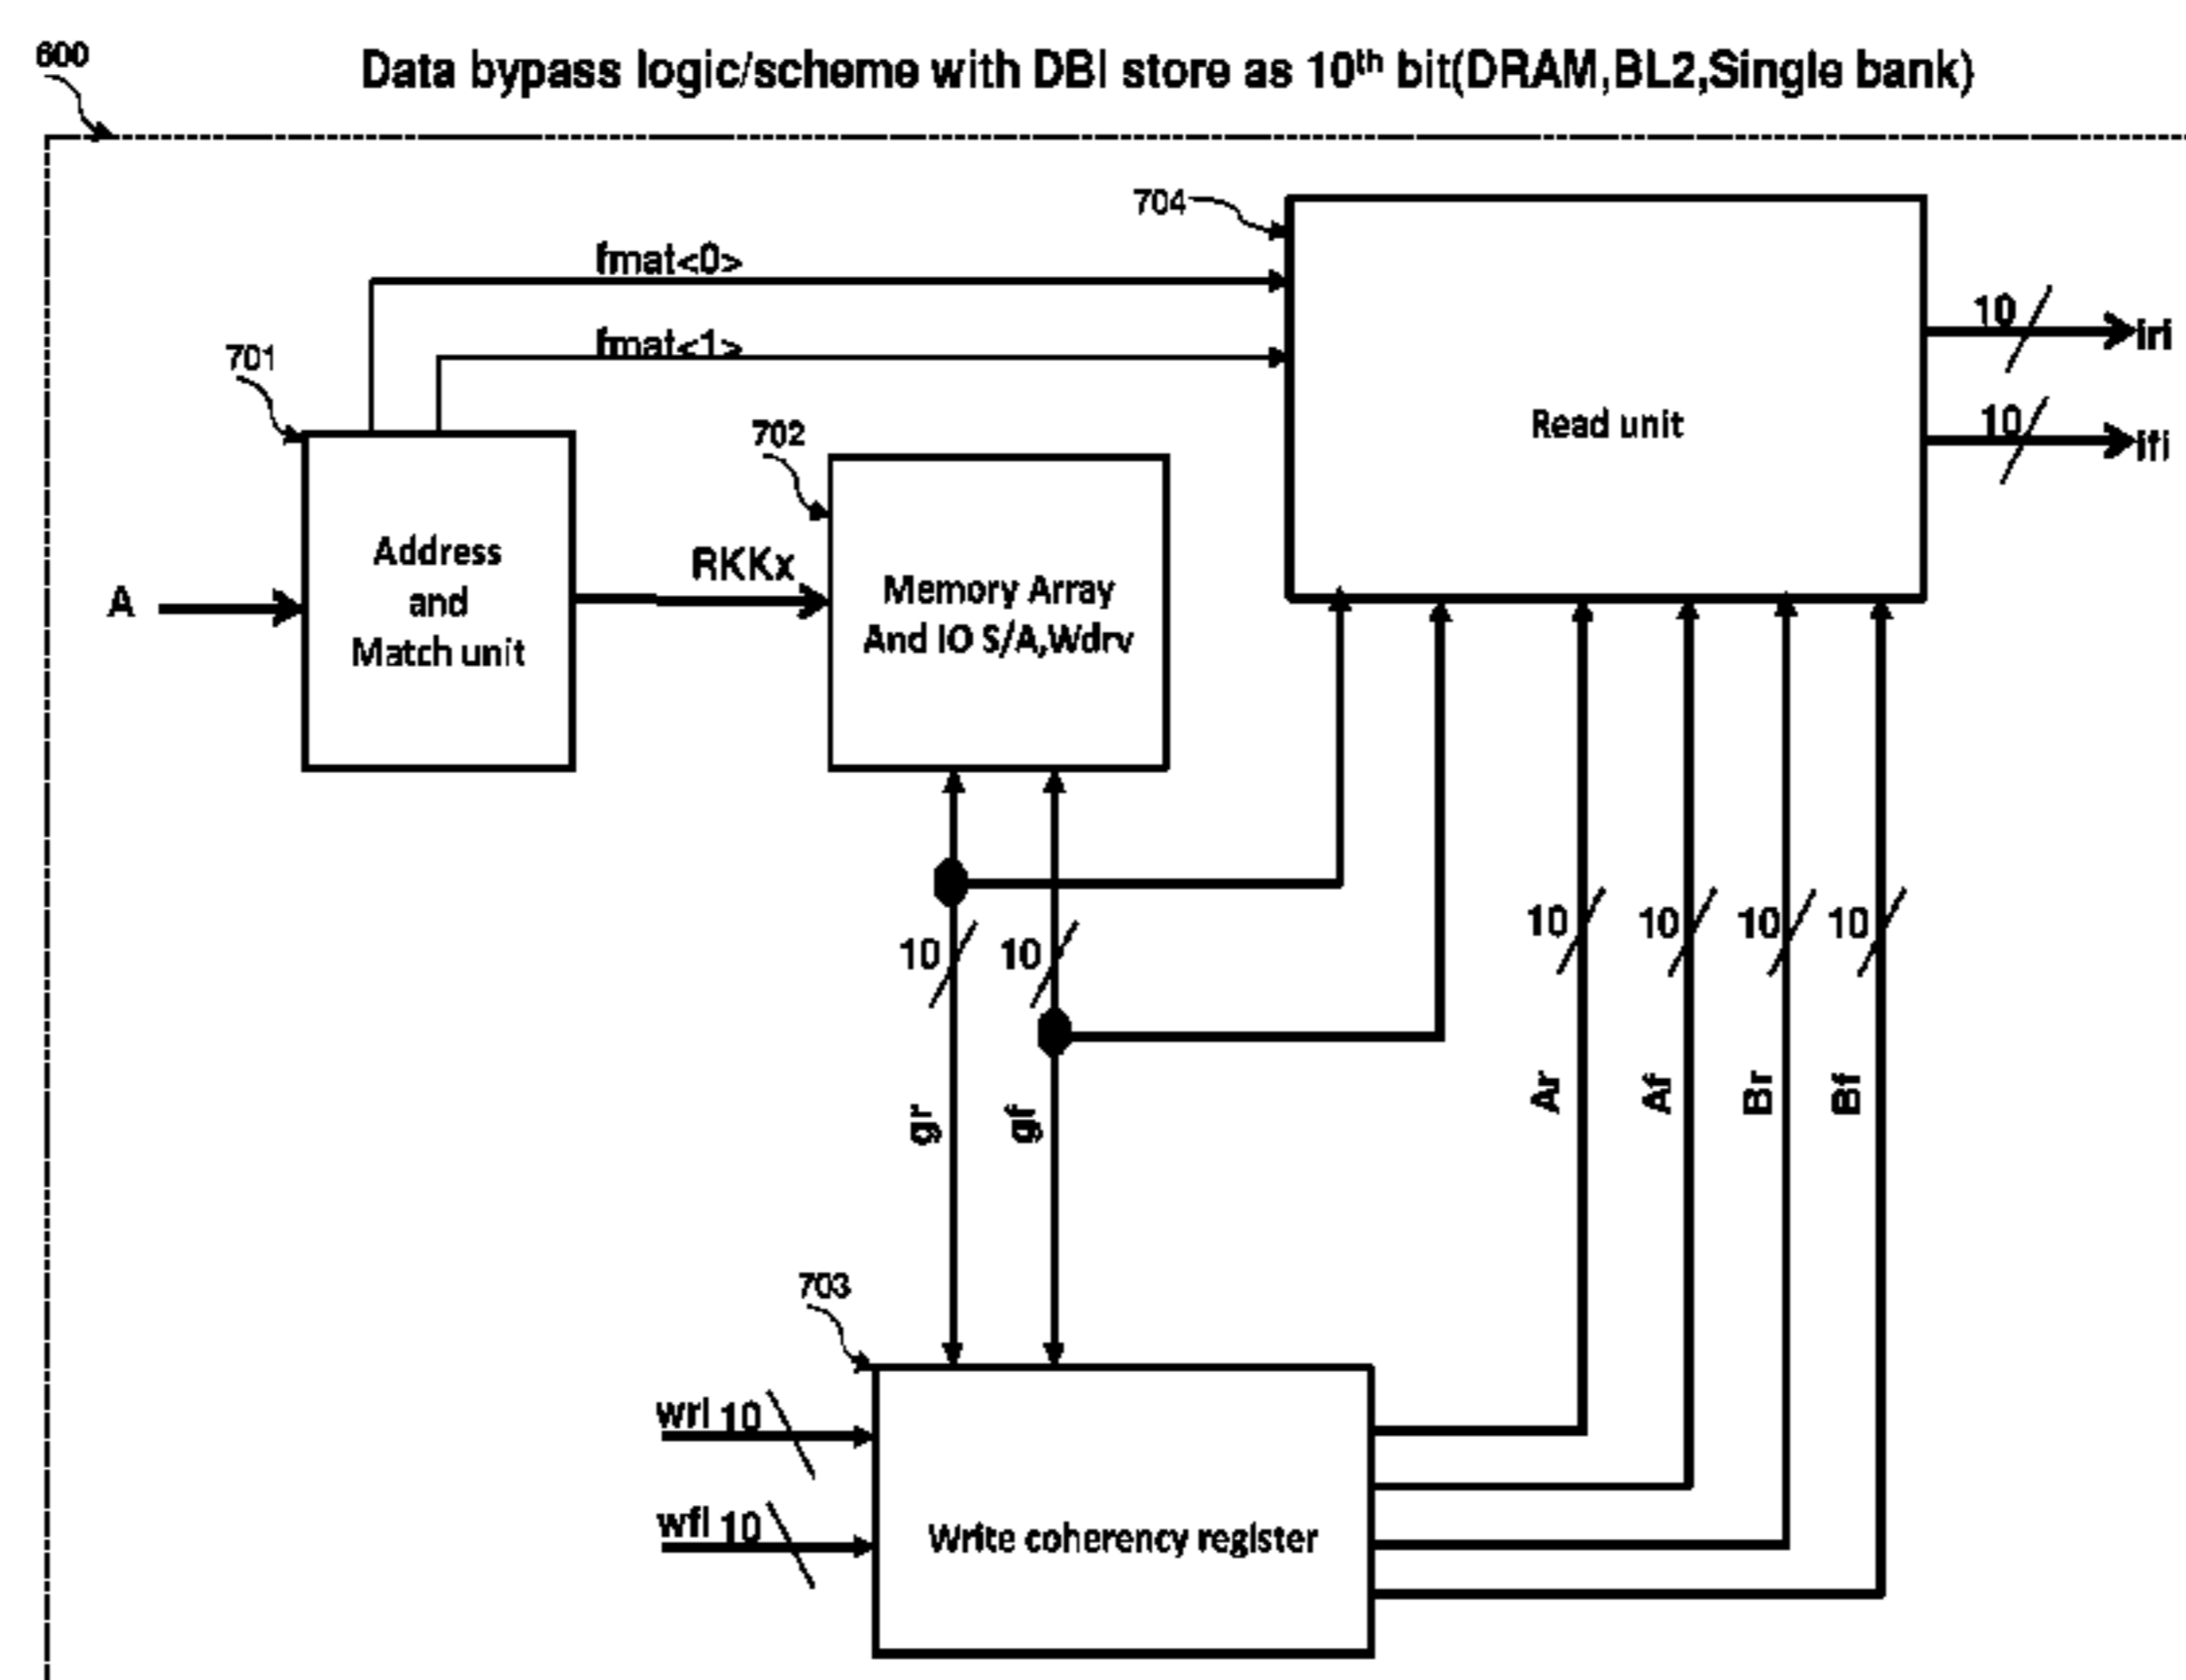 600
Data bypass logic/scheme with DBI store as 10th bit(DRAM,BL2,Single bank)
704
fmat<0>
fmat<1>
701
702
10
iri
10
ifi
Read unit
A
Address
and
Match unit
RKKx
Memory Array
And IO S/A,Wdrv
10
10
10
10
10
10
gr
gf
Ar
Af
Br
Bf
703
wri 10
wfi 10
Write coherency register